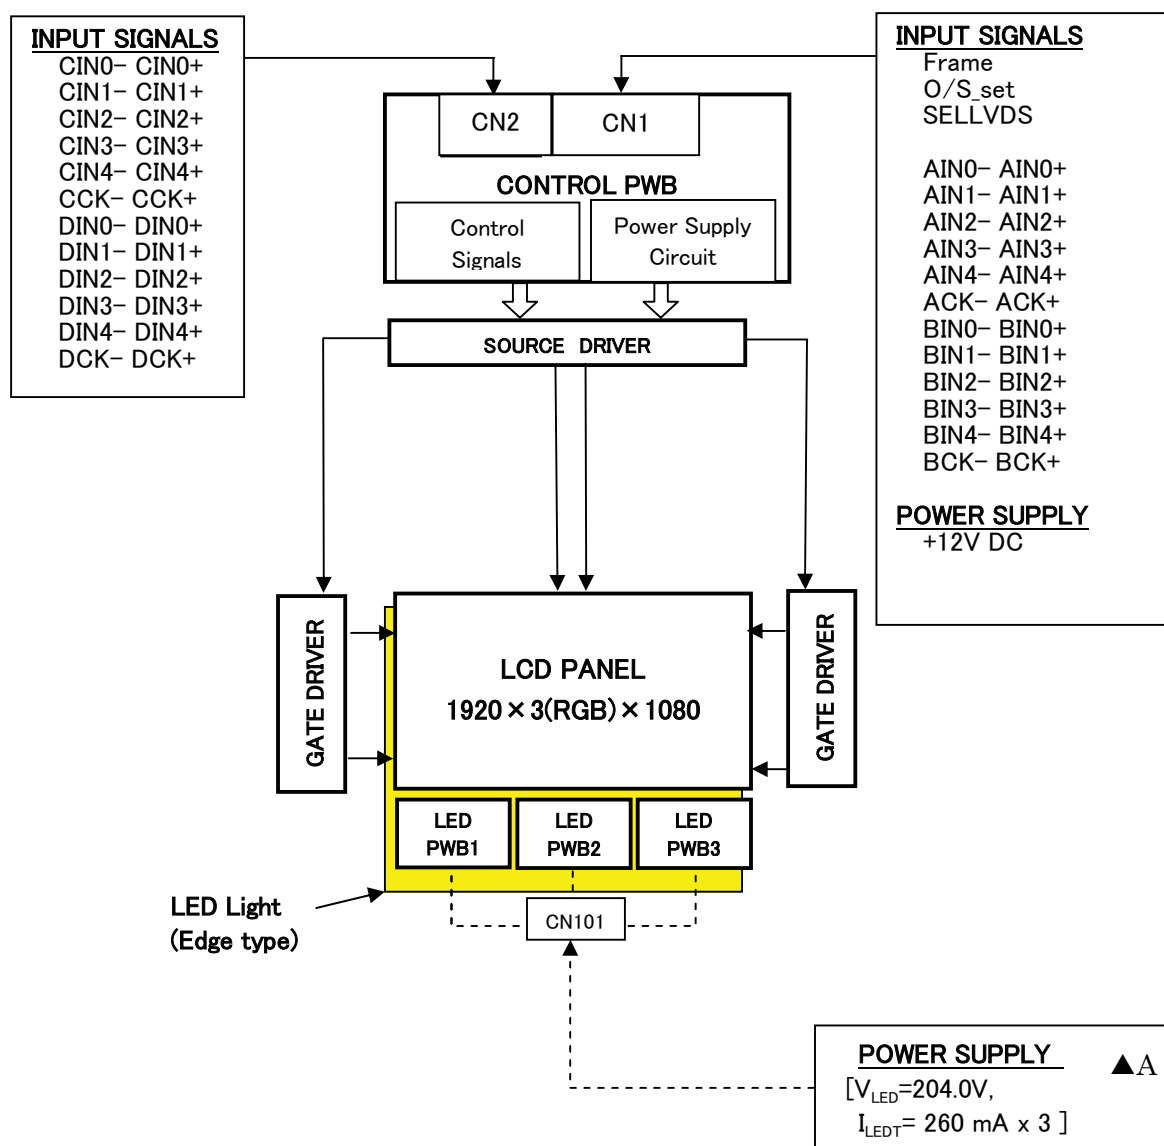 INPUT SIGNALS
CIN0- CIN0+
CIN1- CIN1+
CIN2- CIN2+
CIN3- CIN3+
CIN4- CIN4+
CCK- CCK+
DIN0- DIN0+
DIN1- DIN1+
DIN2- DIN2+
DIN3- DIN3+
DIN4- DIN4+
DCK- DCK+
CN2
CN1
CONTROL PWB
Control
Signals
Power Supply
Circuit
SOURCE DRIVER
INPUT SIGNALS
Frame
O/S_set
SELLVDS
AIN0- AIN0+
AIN1- AIN1+
AIN2- AIN2+
AIN3- AIN3+
AIN4- AIN4+
ACK- ACK+
BIN0- BIN0+
BIN1- BIN1+
BIN2- BIN2+
BIN3- BIN3+
BIN4- BIN4+
BCK- BCK+
POWER SUPPLY
+12V DC
GATE DRIVER
LCD PANEL
1920×3(RGB)×1080
GATE DRIVER
LED
PWB1
LED
PWB2
LED
PWB3
LED Light
(Edge type)
CN101
POWER SUPPLY
▲A
[VLED=204.0V,
ILEDT= 260 mA x 3 ]